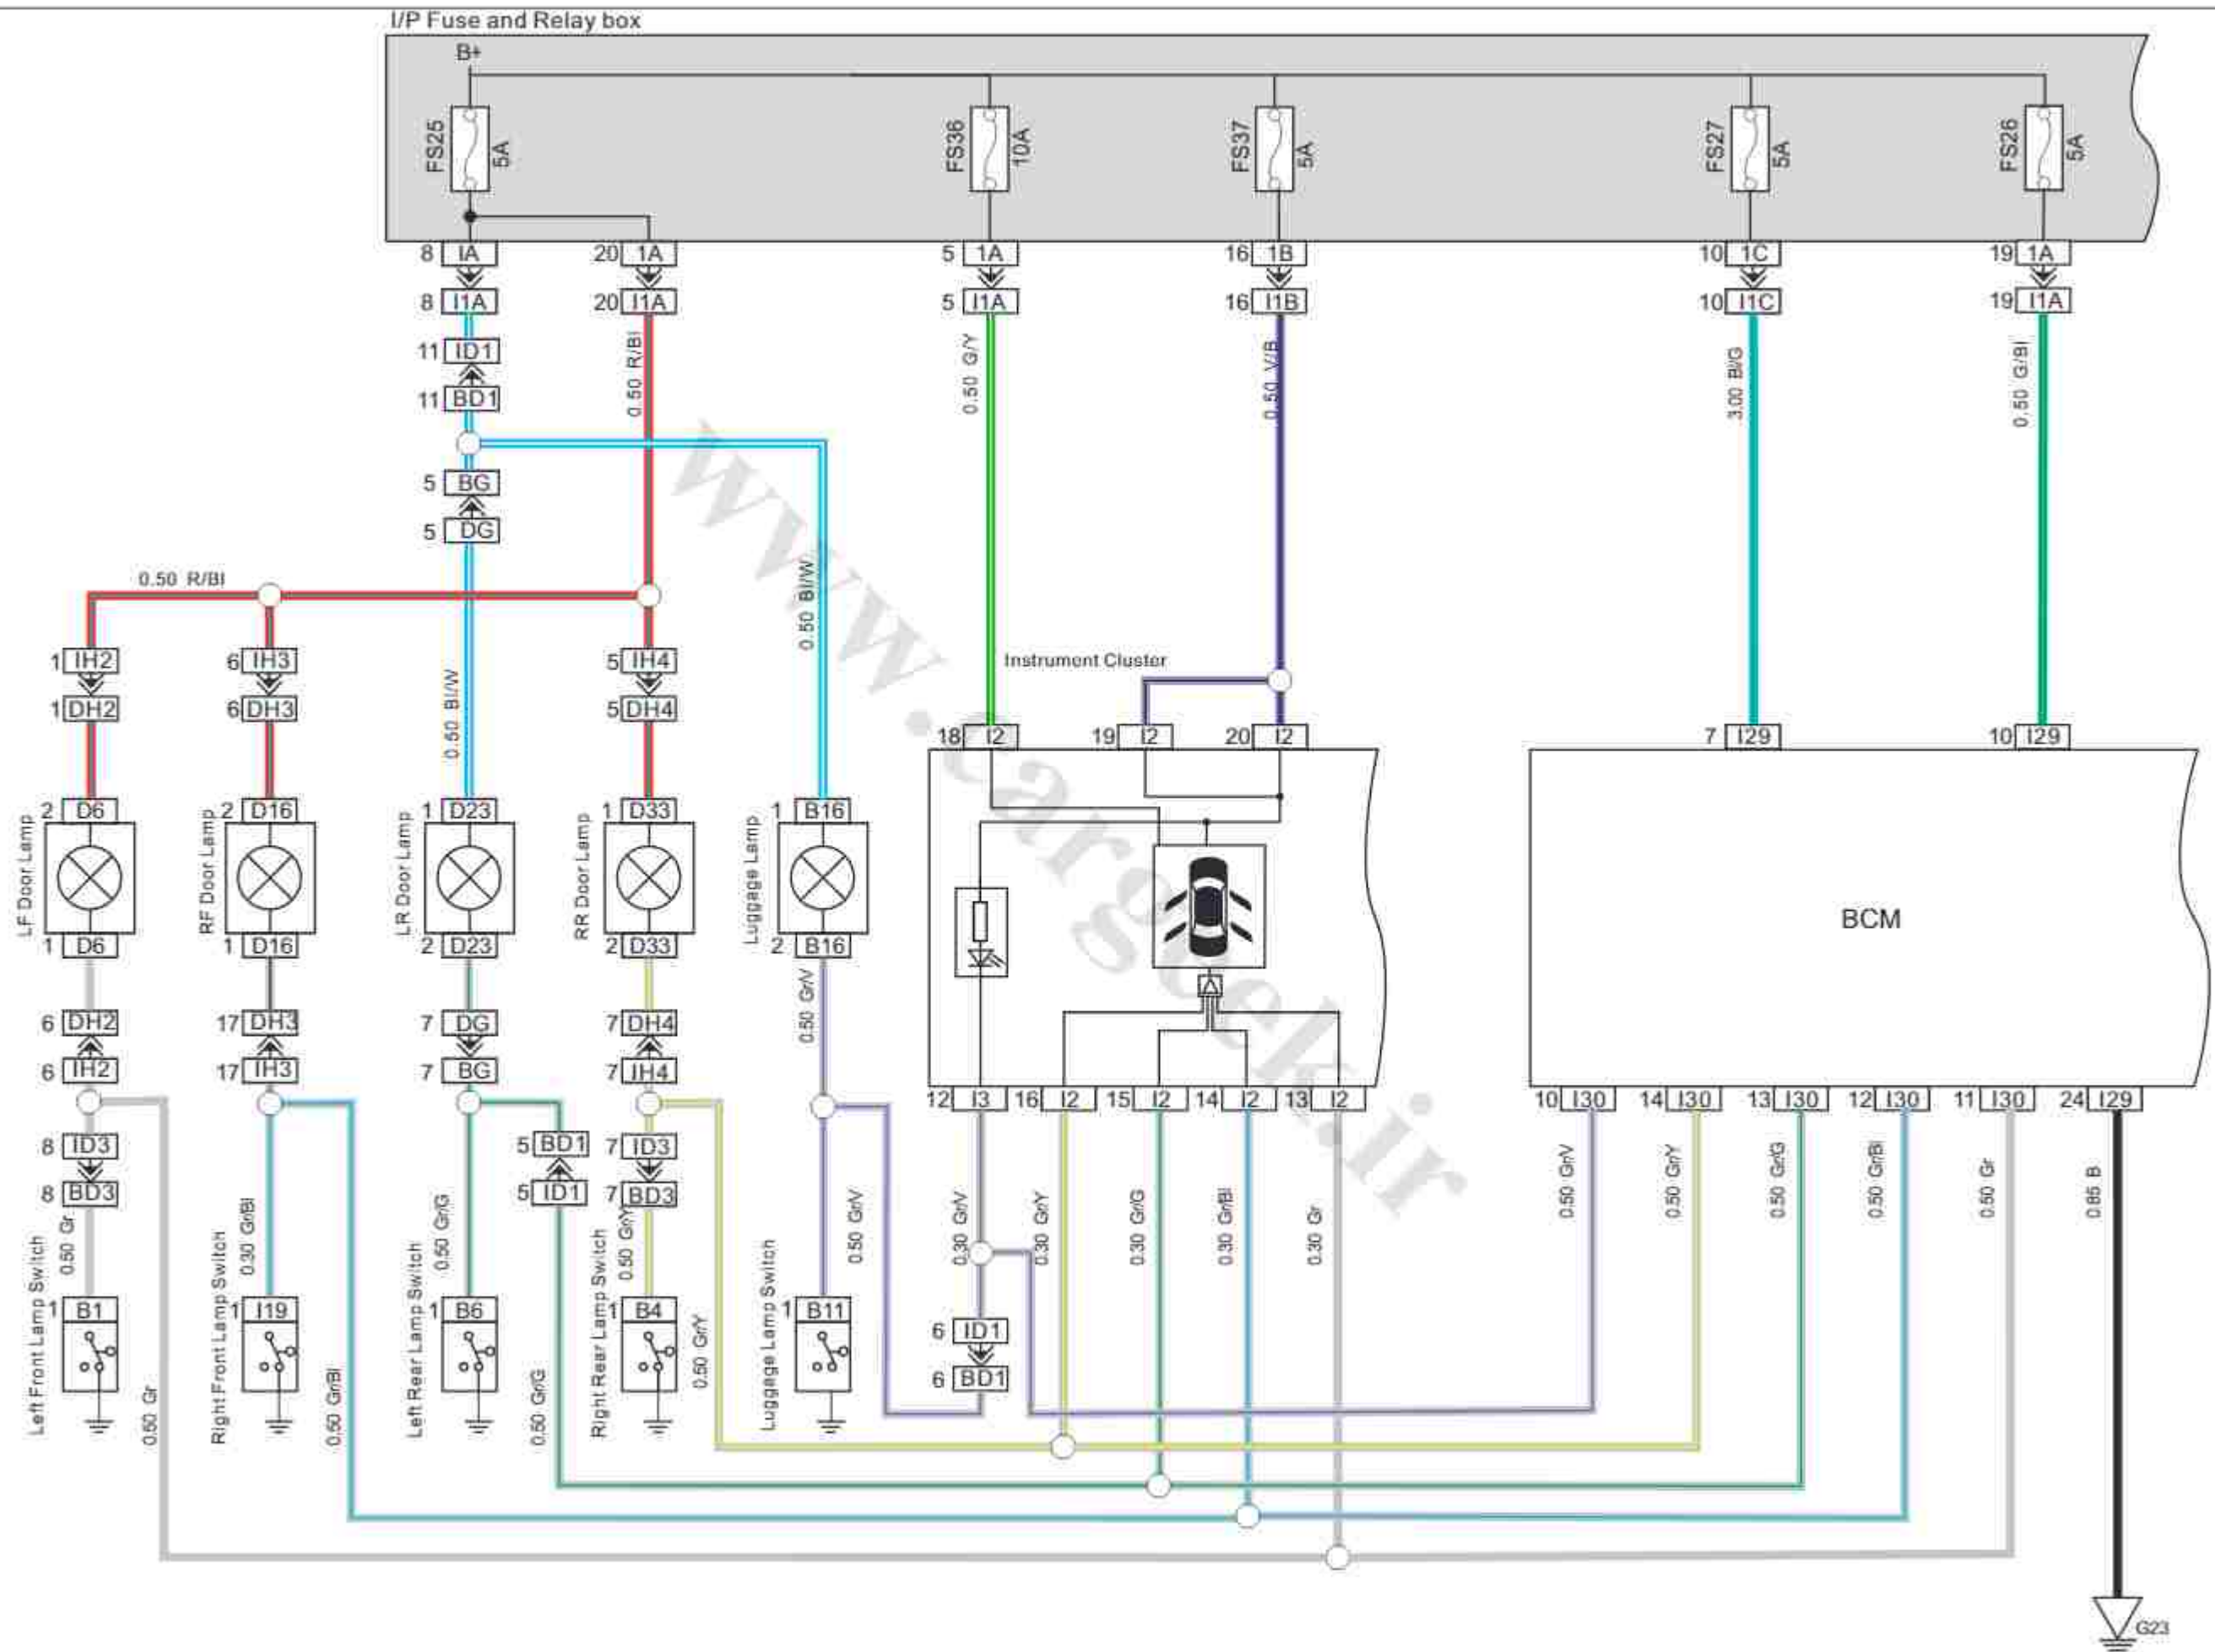 I/P Fuse and Relay box
B+
FS25 5A
FS36 10A
FS37 5A
FS27 5A
FS26 5A
8 IA
20 1A
5 1A
16 1B
10 1C
19 1A
8 I1A
20 I1A
5 I1A
16 I1B
10 I1C
19 I1A
11 ID1
11 BD1
0.50 R/Bl
0.50 G/Y
0.50 V/B
3.00 Bl/G
0.50 G/Bl
5 BG
5 DG
0.50 R/Bl
0.50 Bl/W
0.50 Bl/W
1 IH2
6 IH3
5 IH4
Instrument Cluster
1 DH2
6 DH3
5 DH4
18 I2
19 I2
20 I2
7 I29
10 I29
2 D6
2 D16
1 D23
1 D33
1 B16
LF Door Lamp
RF Door Lamp
LR Door Lamp
RR Door Lamp
Luggage Lamp
BCM
1 D6
1 D16
2 D23
2 D33
2 B16
0.50 Gr/V
6 DH2
17 DH3
7 DG
7 DH4
6 IH2
17 IH3
7 BG
7 IH4
12 I3
16 I2
15 I2
14 I2
13 I2
10 I30
14 I30
13 I30
12 I30
11 I30
24 I29
8 ID3
5 BD1
7 ID3
8 BD3
5 ID1
7 BD3
0.50 Gr
0.30 Gr/Bl
0.50 Gr/G
0.50 Gr/Y
0.50 Gr/V
0.30 Gr/V
0.30 Gr/Y
0.30 Gr/G
0.30 Gr/Bl
0.30 Gr
0.50 Gr/V
0.50 Gr/Y
0.50 Gr/G
0.50 Gr/Bl
0.50 Gr
0.85 B
Left Front Lamp Switch
Right Front Lamp Switch
Left Rear Lamp Switch
Right Rear Lamp Switch
Luggage Lamp Switch
1 B1
1 I19
1 B6
1 B4
1 B11
6 ID1
6 BD1
0.50 Gr
0.50 Gr/Bl
0.50 Gr/G
0.50 Gr/Y
G23
www.cargeek.ir